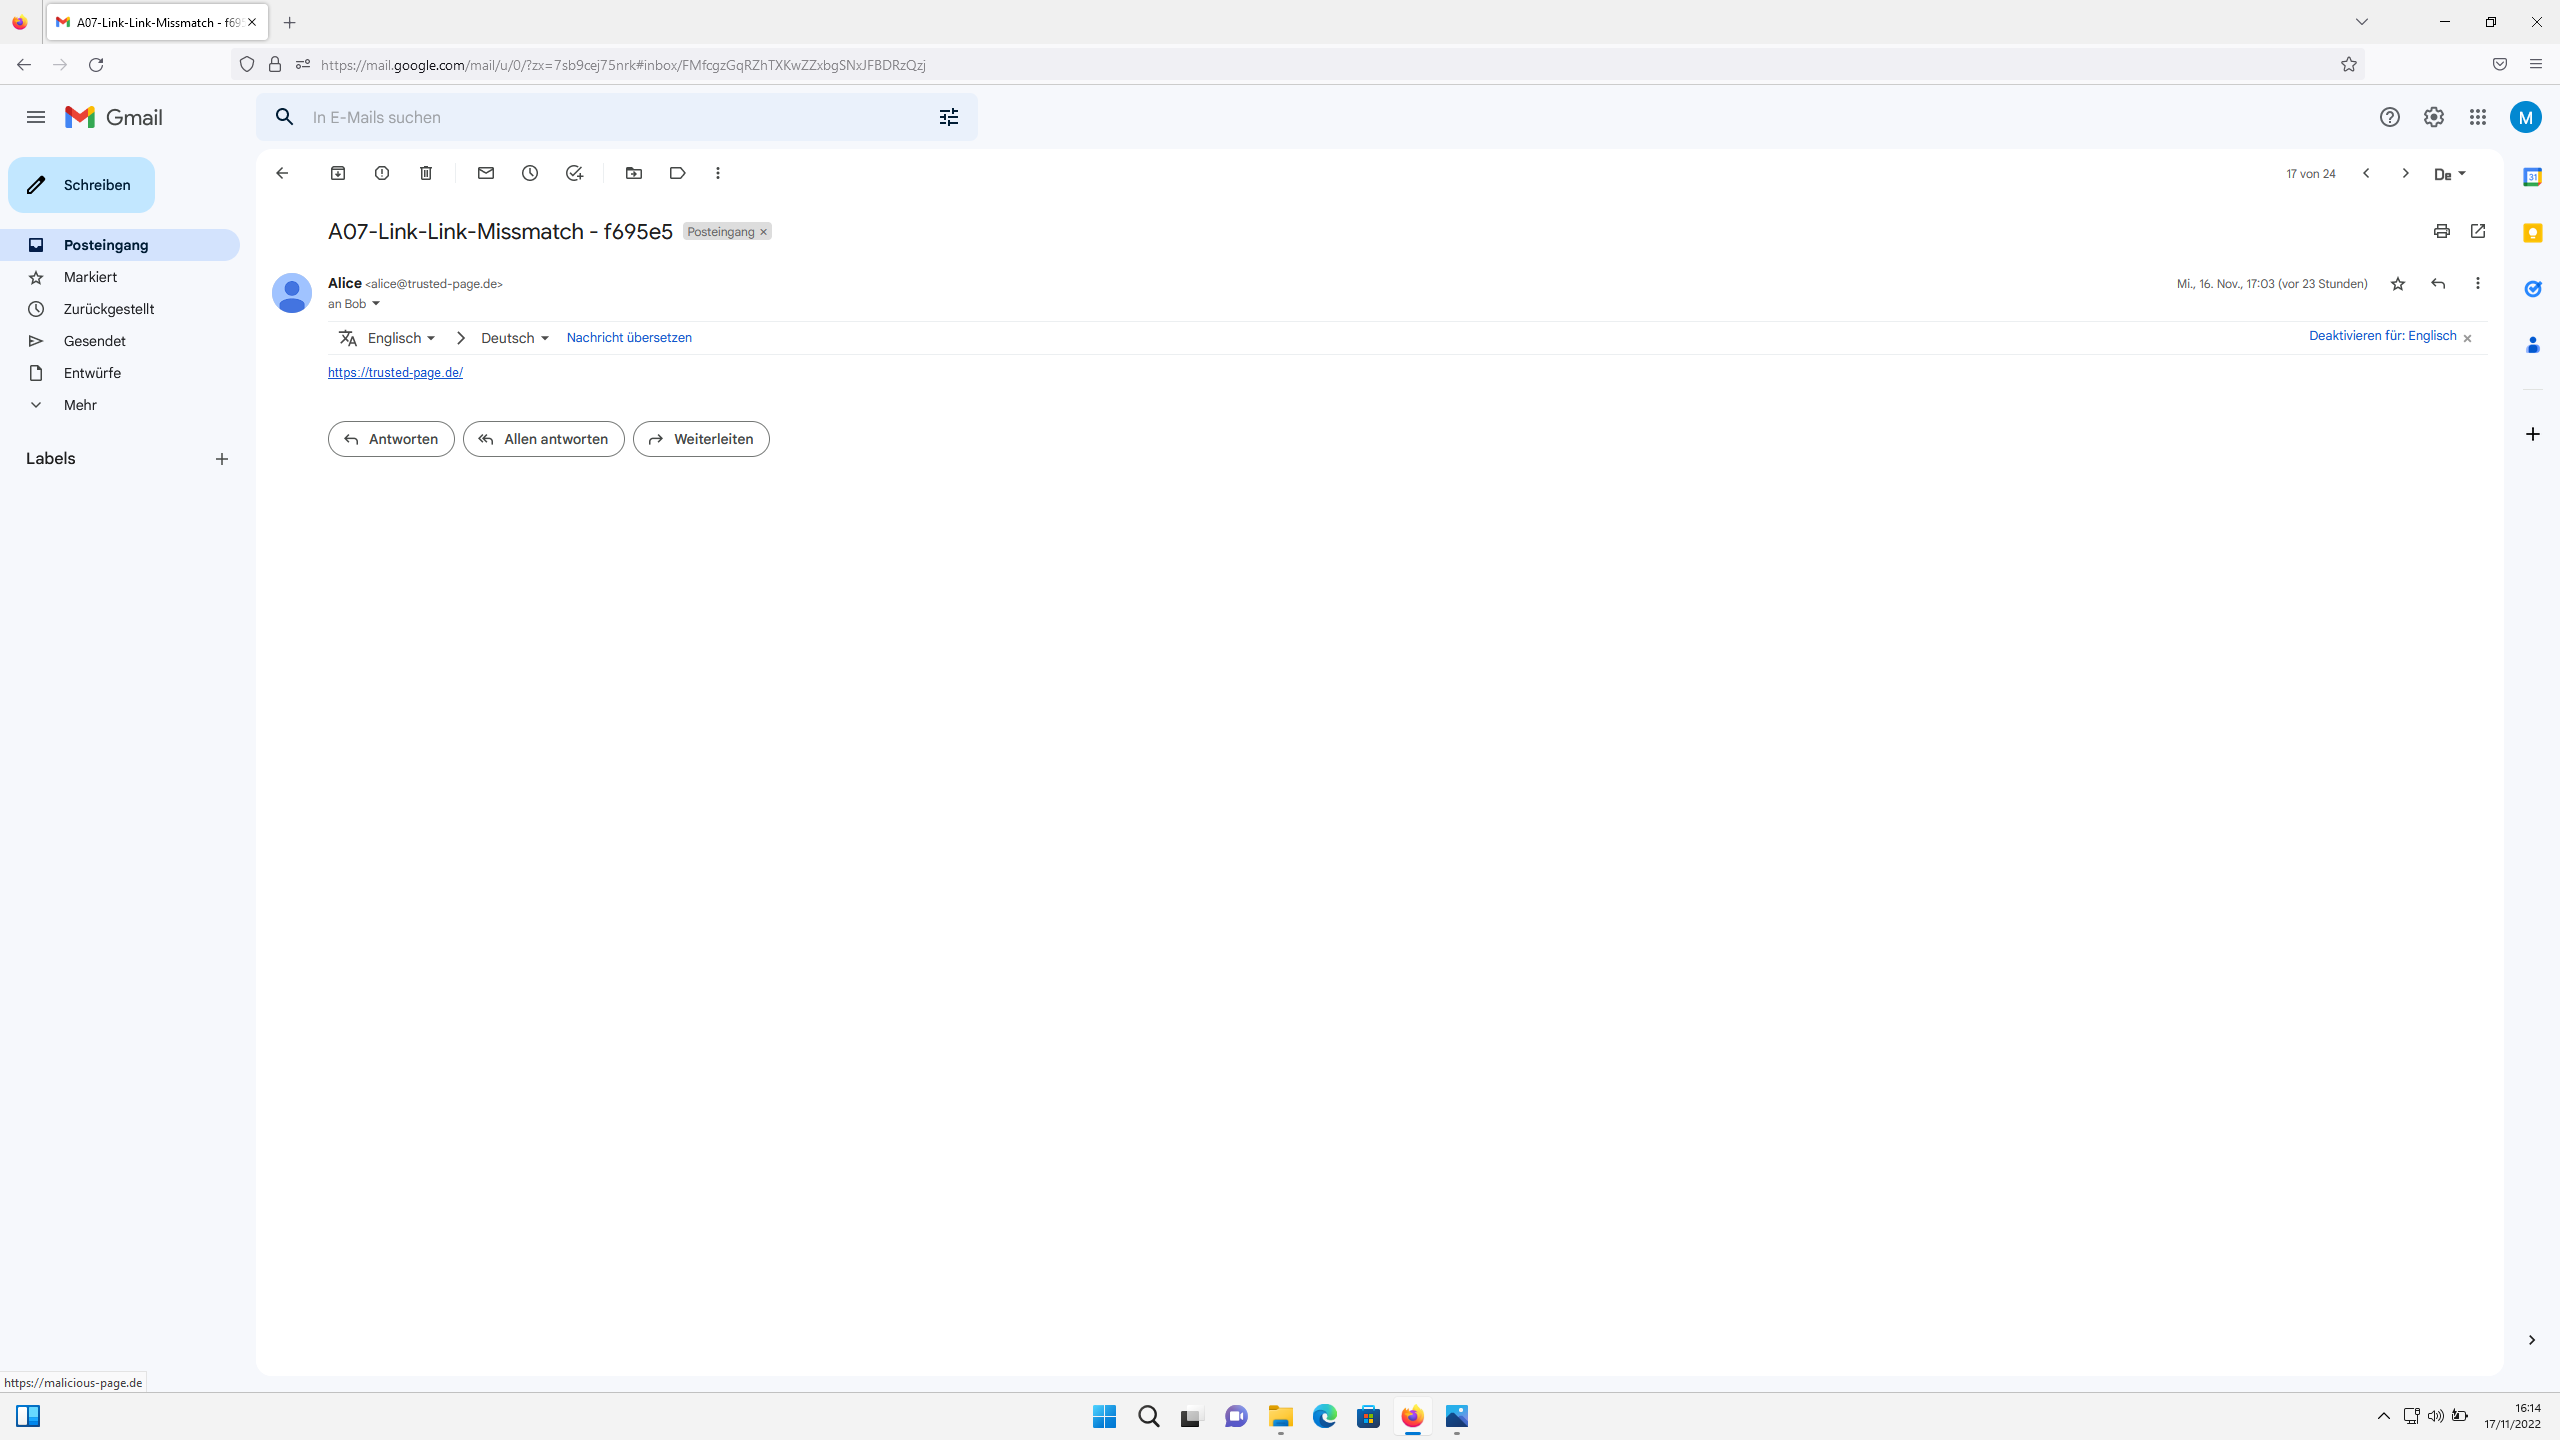 A07-Link-Link-Missmatch - f695
https://mail.google.com/mail/u/0/?zx=7sb9cej75nrk#inbox/FMfcgzGqRZhTXKwZZxbgSNxJFBDRzQzj
Gmail
In E-Mails suchen
M
Schreiben
17 von 24
De
Posteingang
Markiert
Zurückgestellt
Gesendet
Entwürfe
Mehr
Labels
A07-Link-Link-Missmatch - f695e5 Posteingang ×
Alice <alice@trusted-page.de>
Mi., 16. Nov., 17:03 (vor 23 Stunden)
an Bob
Englisch > Deutsch Nachricht übersetzen
Deaktivieren für: Englisch ×
https://trusted-page.de/
Antworten Allen antworten Weiterleiten
31
https://malicious-page.de
16:14
17/11/2022